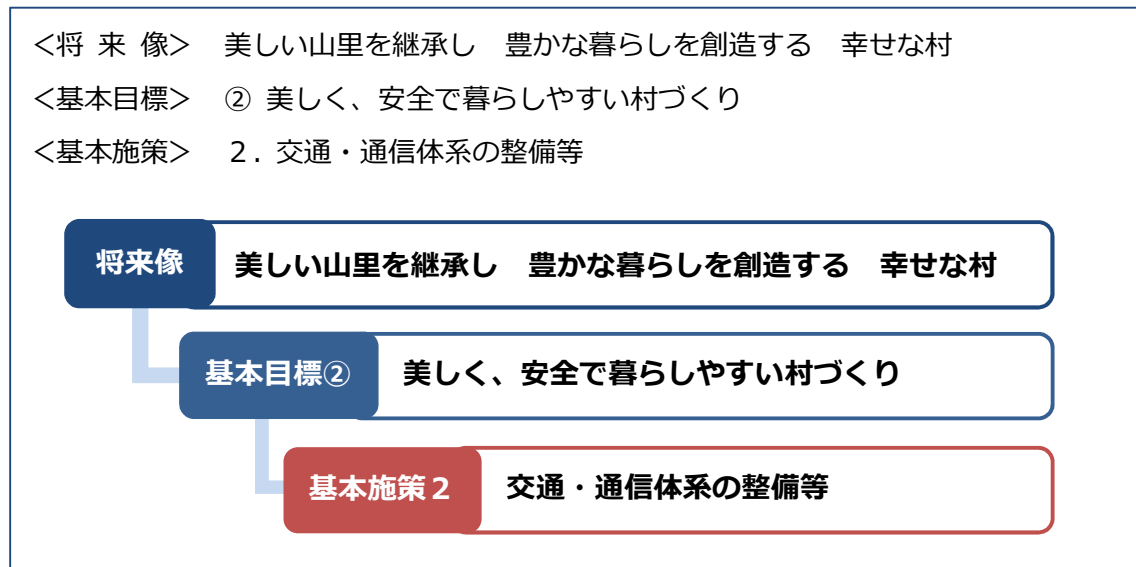 ＜将 来 像＞　美しい山里を継承し　豊かな暮らしを創造する　幸せな村
＜基本目標＞　② 美しく、安全で暮らしやすい村づくり
＜基本施策＞　２．交通・通信体系の整備等
将来像　美しい山里を継承し　豊かな暮らしを創造する　幸せな村
基本目標②　美しく、安全で暮らしやすい村づくり
基本施策２　交通・通信体系の整備等